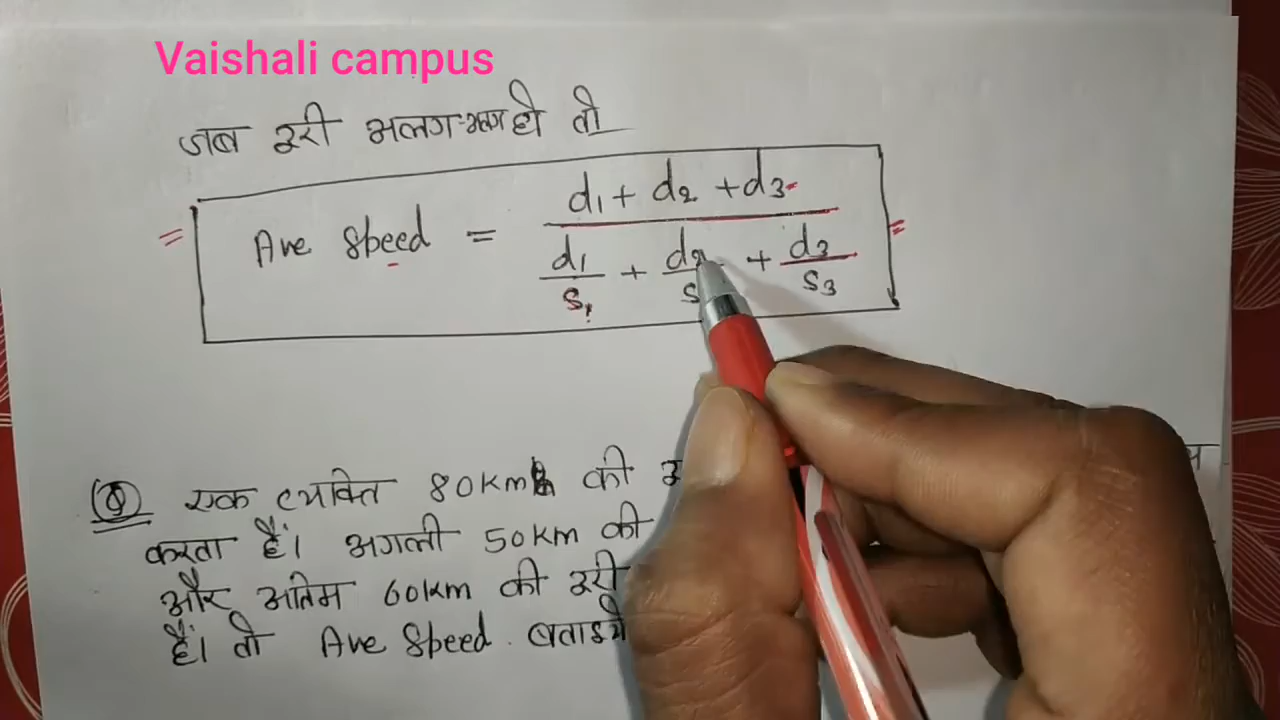 Vaishali campus
जब दूरी अलग-अलग हो तो
Ave Speed = d₁ + d₂ + d₃
d₁ + d₂ + d₃
s₁ s s₃
Q एक व्यक्ति 80km की
करता है। अगली 50km की
और अंतिम 60km की दूरी
है। तो Ave Speed बताइये